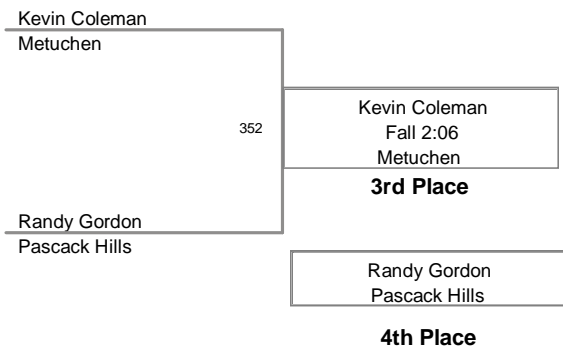 Kevin Coleman
Metuchen
352
Kevin Coleman
Fall 2:06
Metuchen
3rd Place
Randy Gordon
Pascack Hills
Randy Gordon
Pascack Hills
4th Place